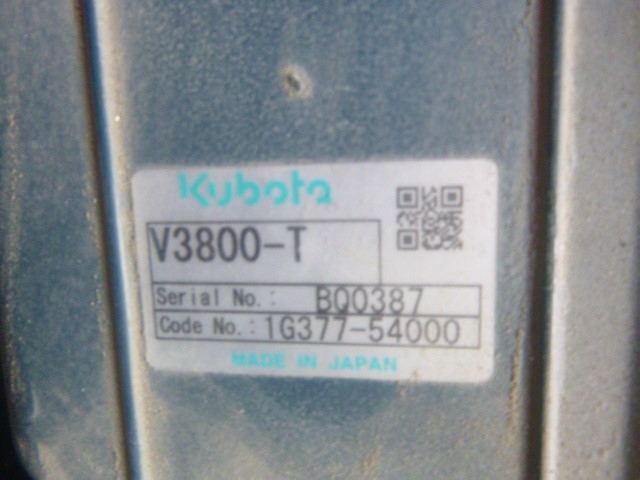 Kubota
V3800-T
Serial No.: BQ0387
Code No.: 1G377-54000
MADE IN JAPAN